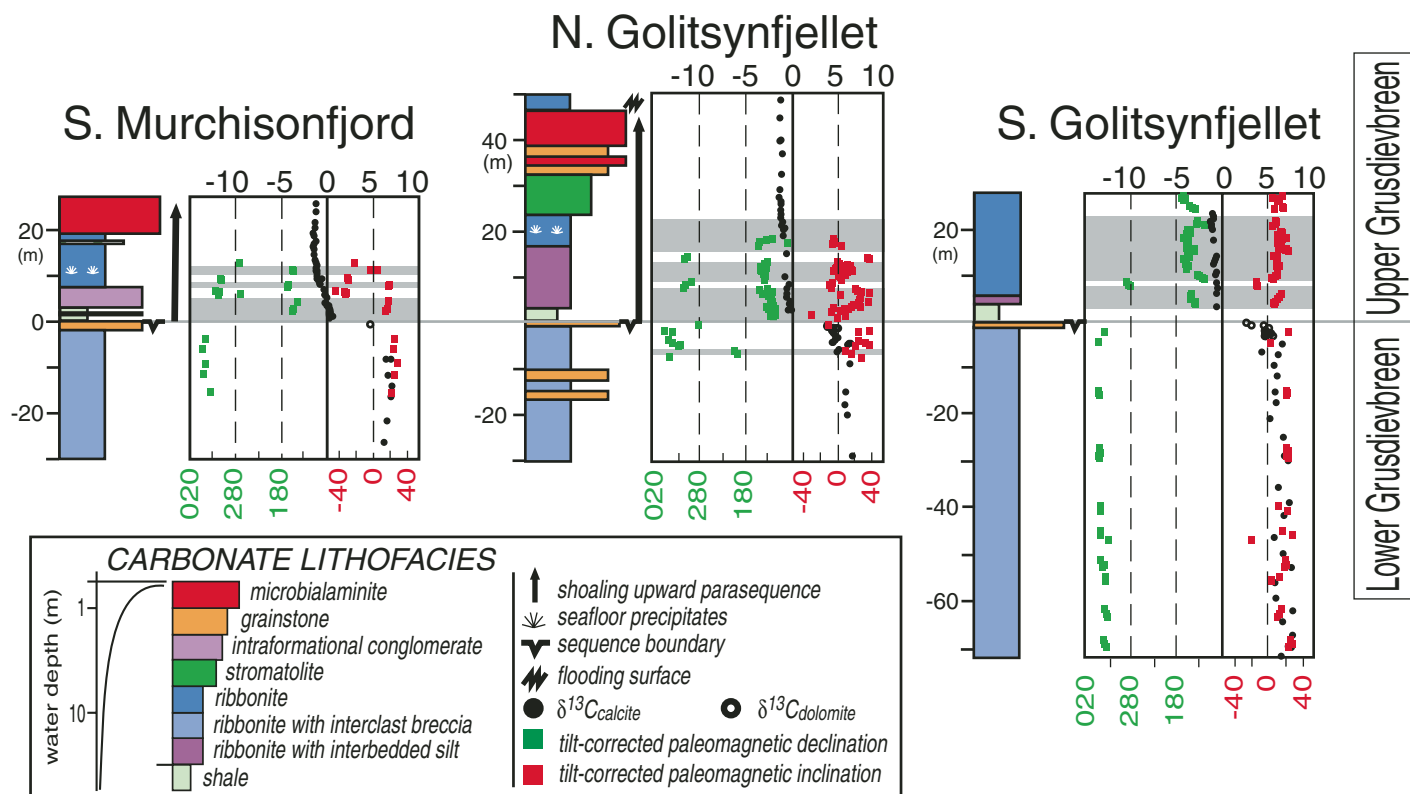 N. Golitsynfjellet
S. Murchisonfjord
S. Golitsynfjellet
-10 -5 0 5 10
-10 -5 0 5 10
-10 -5 0 5 10
20
(m)
0
-20
40
(m)
20
0
-20
20
(m)
0
-20
-40
-60
020 280 180 -40 0 40
020 280 180 -40 0 40
020 280 180 -40 0 40
Upper Grusdievbreen
Lower Grusdievbreen
CARBONATE LITHOFACIES
water depth (m)
1
10
microbialaminite
grainstone
intraformational conglomerate
stromatolite
ribbonite
ribbonite with interclast breccia
ribbonite with interbedded silt
shale
shoaling upward parasequence
seafloor precipitates
sequence boundary
flooding surface
δ13Ccalcite δ13Cdolomite
tilt-corrected paleomagnetic declination
tilt-corrected paleomagnetic inclination